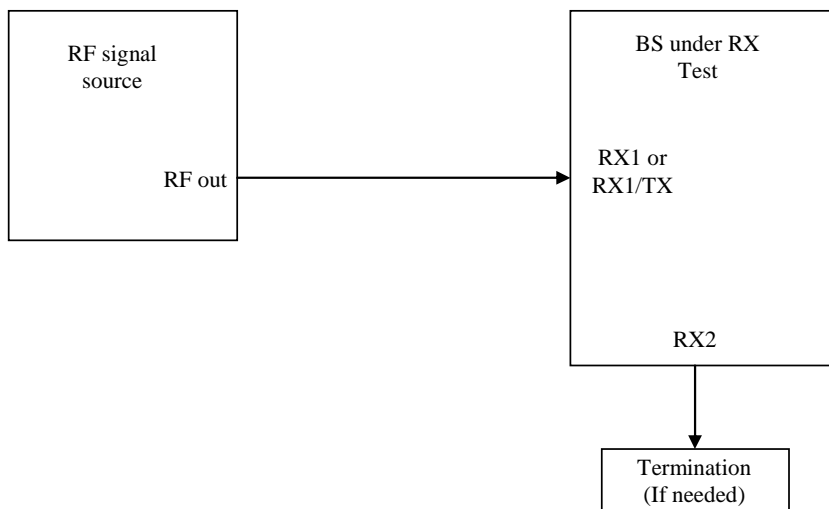 RF signal
source
RF out
BS under RX
Test
RX1 or
RX1/TX
RX2
Termination
(If needed)